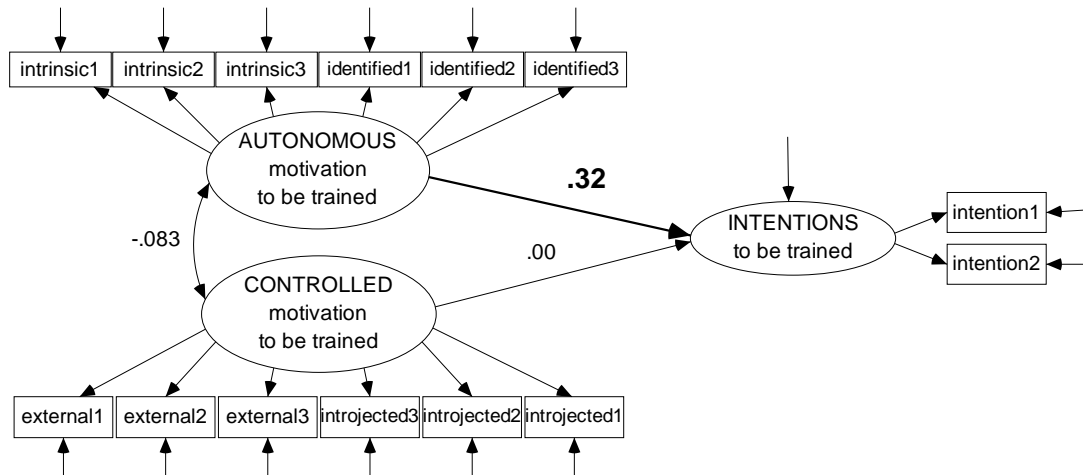 intrinsic1
intrinsic2
intrinsic3
identified1
identified2
identified3
AUTONOMOUS
motivation
to be trained
.32
-.083
.00
INTENTIONS
to be trained
intention1
intention2
CONTROLLED
motivation
to be trained
external1
external2
external3
introjected3
introjected2
introjected1